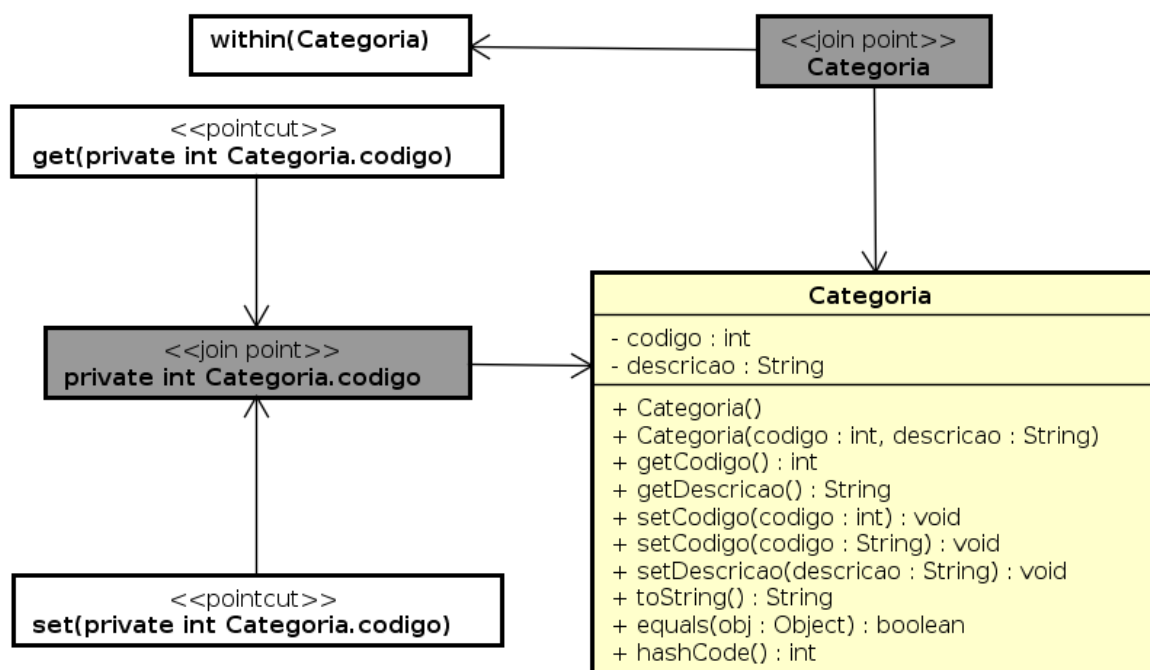 within(Categoria)
<<join point>>
Categoria
<<pointcut>>
get(private int Categoria.codigo)
<<join point>>
private int Categoria.codigo
<<pointcut>>
set(private int Categoria.codigo)
Categoria
- codigo : int
- descricao : String
+ Categoria()
+ Categoria(codigo : int, descricao : String)
+ getCodigo() : int
+ getDescricao() : String
+ setCodigo(codigo : int) : void
+ setCodigo(codigo : String) : void
+ setDescricao(descricao : String) : void
+ toString() : String
+ equals(obj : Object) : boolean
+ hashCode() : int